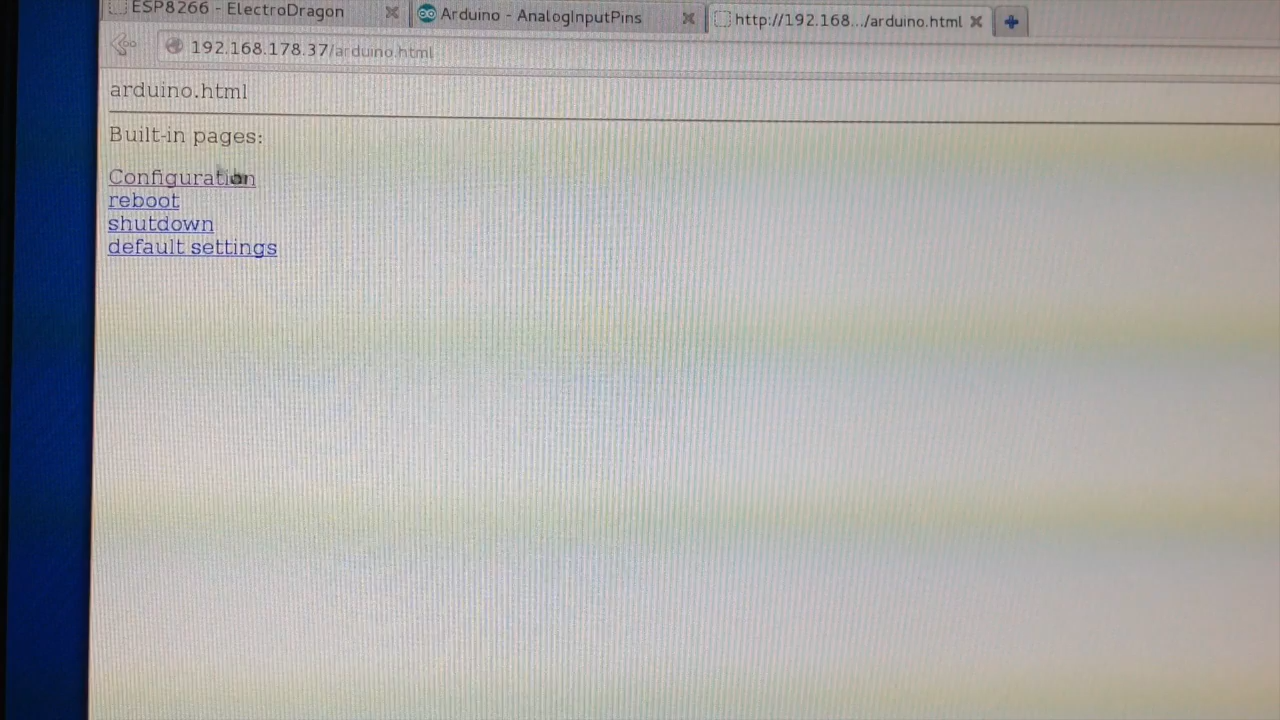 ESP8266 - ElectroDragon
Arduino - AnalogInputPins
http://192.168.../arduino.html
192.168.178.37/arduino.html
arduino.html
Built-in pages:
Configuration
reboot
shutdown
default settings